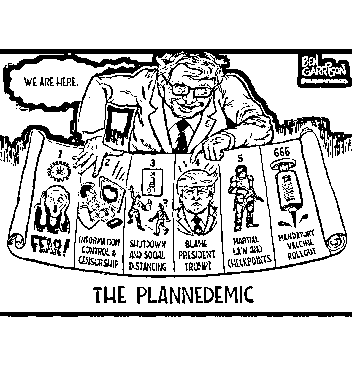 WE ARE HERE.
BEN
GARRISON
1
2
3
4
5
666
FEAR!
INFORMATION
CONTROL &
CENSORSHIP
SHUTDOWN
AND SOCIAL
DISTANCING
BLAME
PRESIDENT
TRUMP!
MARTIAL
LAW AND
CHECKPOINTS
MANDATORY
VACCINE
ROLLOUT
THE PLANNEDEMIC